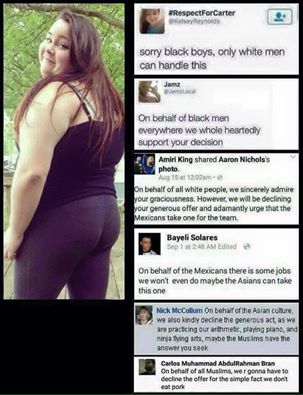 #RespectForCarter
@KelseyReynolds
sorry black boys, only white men
can handle this
Jamz
@JamzLocal
On behalf of black men
everywhere we whole heartedly
support your decision
Amiri King shared Aaron Nichols's
photo.
Aug 15 at 12:02am
On behalf of all white people, we sincerely admire
your graciousness. However, we will be declining
your generous offer and adamantly urge that the
Mexicans take one for the team.
Bayeli Solares
Sep 1 at 2:48 AM Edited
On behalf of the Mexicans there is some jobs
we won't even do maybe the Asians can take
this one
Nick McCollum On behalf of the Asian culture,
we also kindly decline the generous act, as we
are practicing our arithmetic, playing piano, and
ninja flying arts, maybe the Muslims have the
answer you seek
Carlos Muhammad AbdulRahman Bran
On behalf of all Muslims, we r gonna have to
decline the offer for the simple fact we don't
eat pork